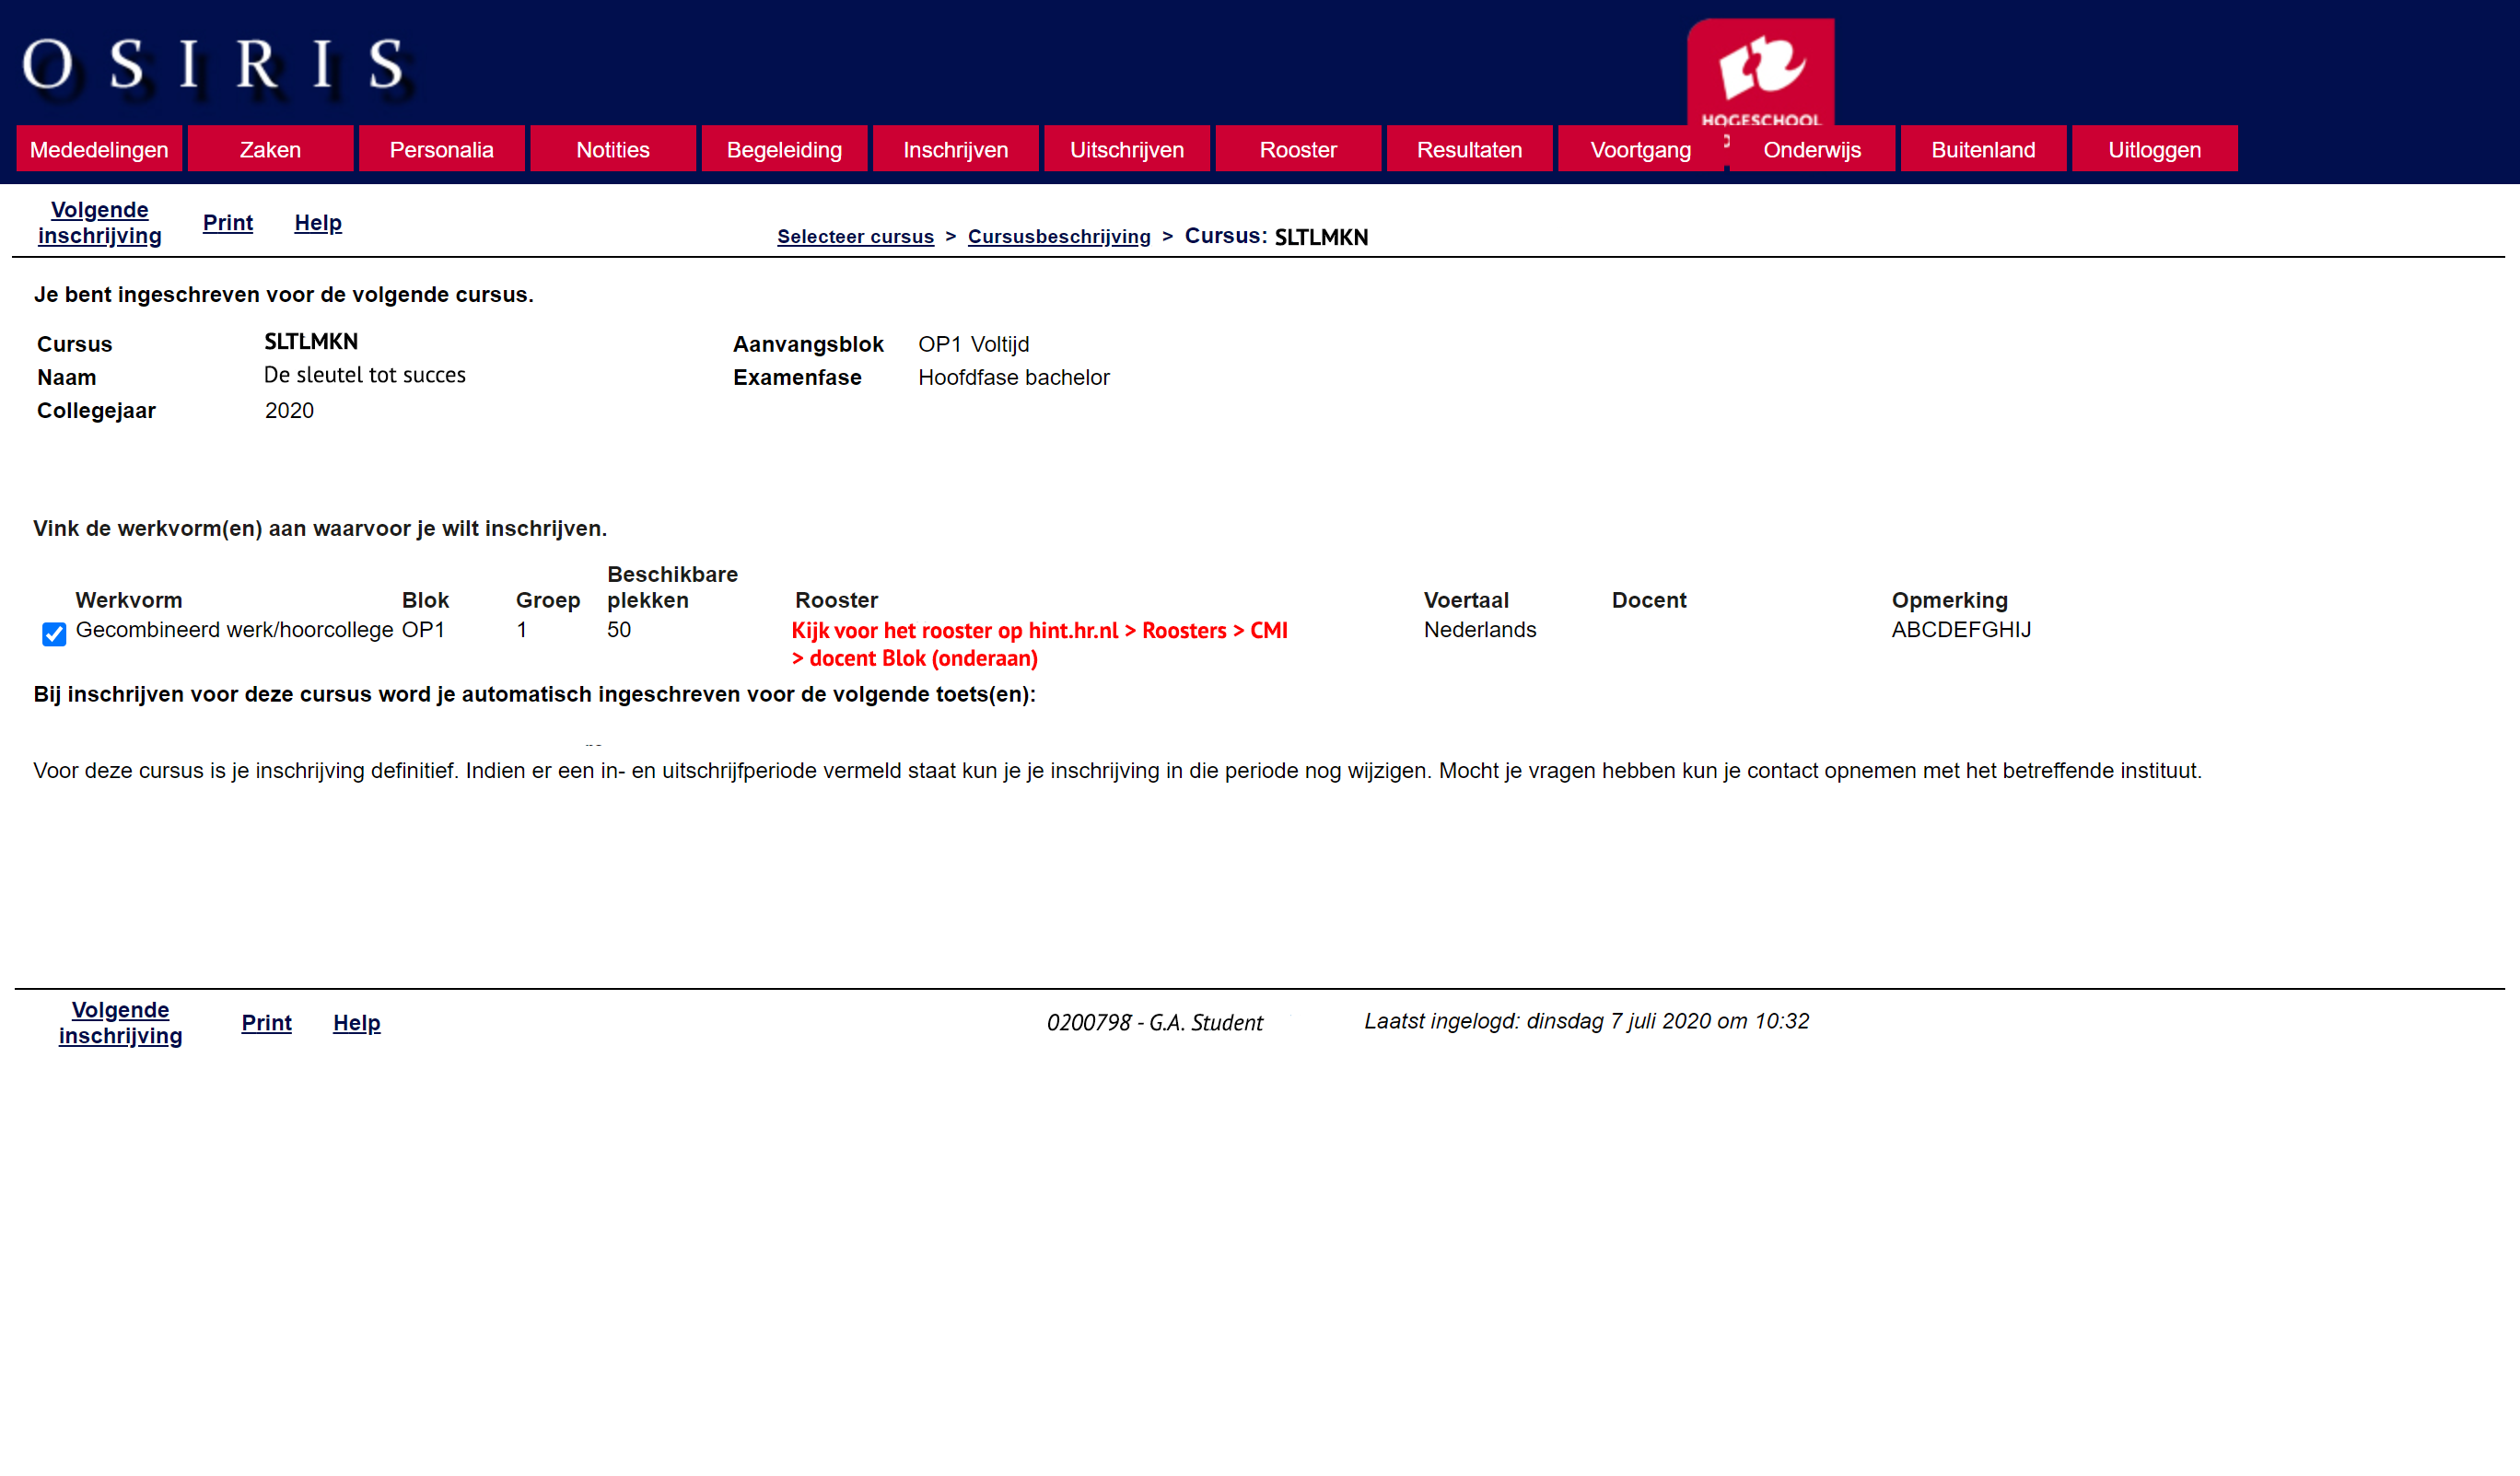 OSIRIS
HOGESCHOOL
Mededelingen Zaken Personalia Notities Begeleiding Inschrijven Uitschrijven Rooster Resultaten Voortgang Onderwijs Buitenland Uitloggen
Volgende inschrijving Print Help
Selecteer cursus > Cursusbeschrijving > Cursus: SLTLMKN
Je bent ingeschreven voor de volgende cursus.
Cursus SLTLMKN Aanvangsblok OP1 Voltijd
Naam De sleutel tot succes Examenfase Hoofdfase bachelor
Collegejaar 2020
Vink de werkvorm(en) aan waarvoor je wilt inschrijven.
Werkvorm Blok Groep Beschikbare plekken Rooster Voertaal Docent Opmerking
Gecombineerd werk/hoorcollege OP1 1 50 Kijk voor het rooster op hint.hr.nl > Roosters > CMI Nederlands ABCDEFGHIJ
> docent Blok (onderaan)
Bij inschrijven voor deze cursus word je automatisch ingeschreven voor de volgende toets(en):
Voor deze cursus is je inschrijving definitief. Indien er een in- en uitschrijfperiode vermeld staat kun je je inschrijving in die periode nog wijzigen. Mocht je vragen hebben kun je contact opnemen met het betreffende instituut.
Volgende inschrijving Print Help
0200798 - G.A. Student Laatst ingelogd: dinsdag 7 juli 2020 om 10:32